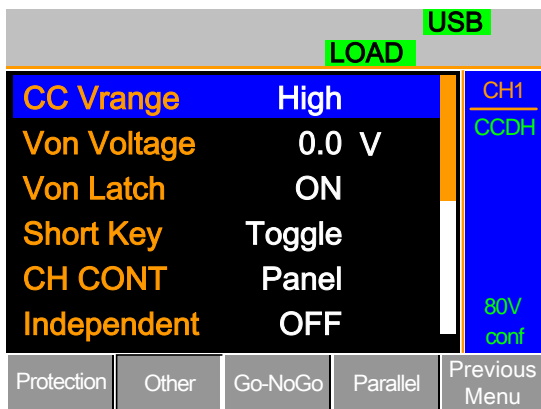 USB
LOAD
CC Vrange High
Von Voltage 0.0 V
Von Latch ON
Short Key Toggle
CH CONT Panel
Independent OFF
CH1
CCDH
80V
conf
Protection Other Go-NoGo Parallel Previous
Menu